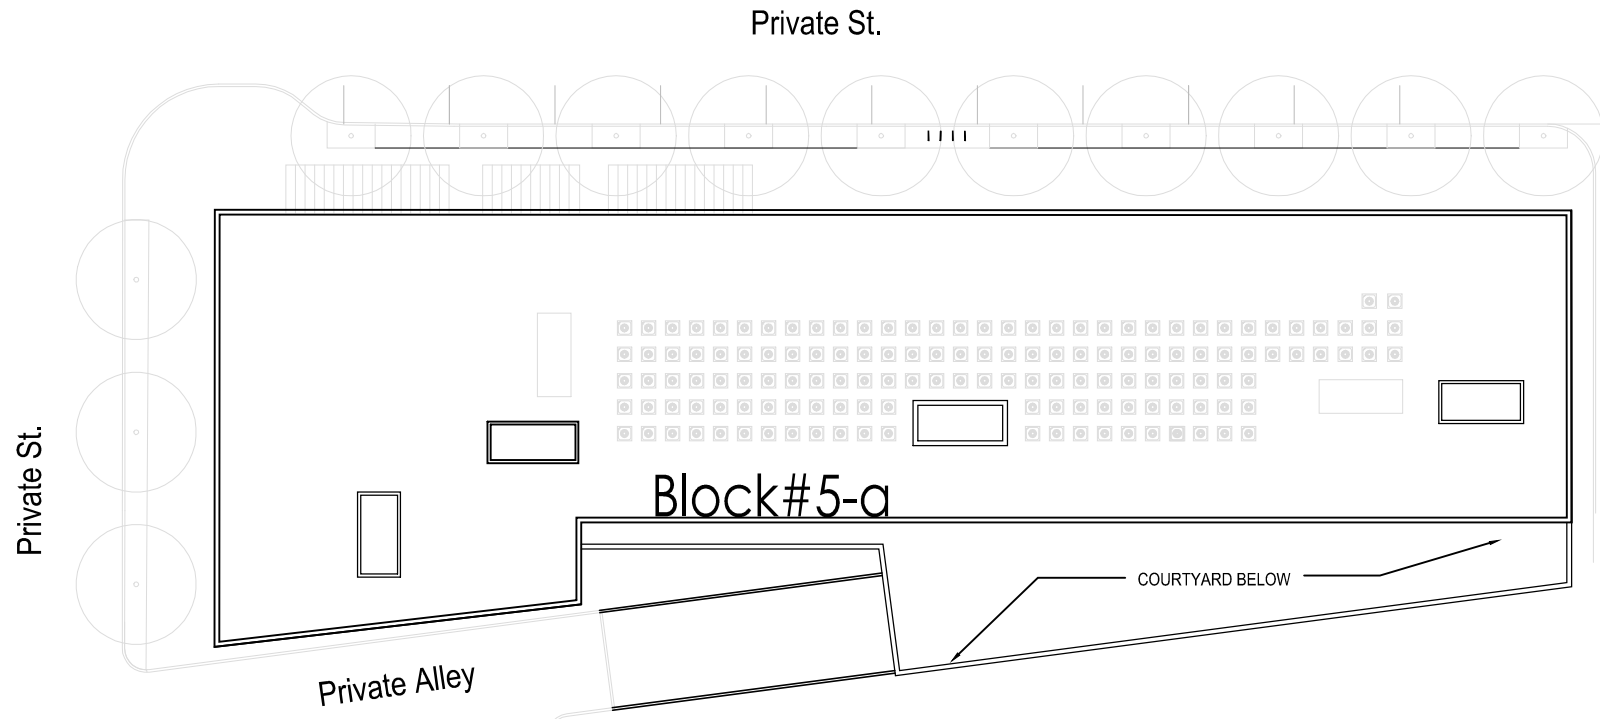 Private St.
Private St.
Block#5-a
COURTYARD BELOW
Private Alley